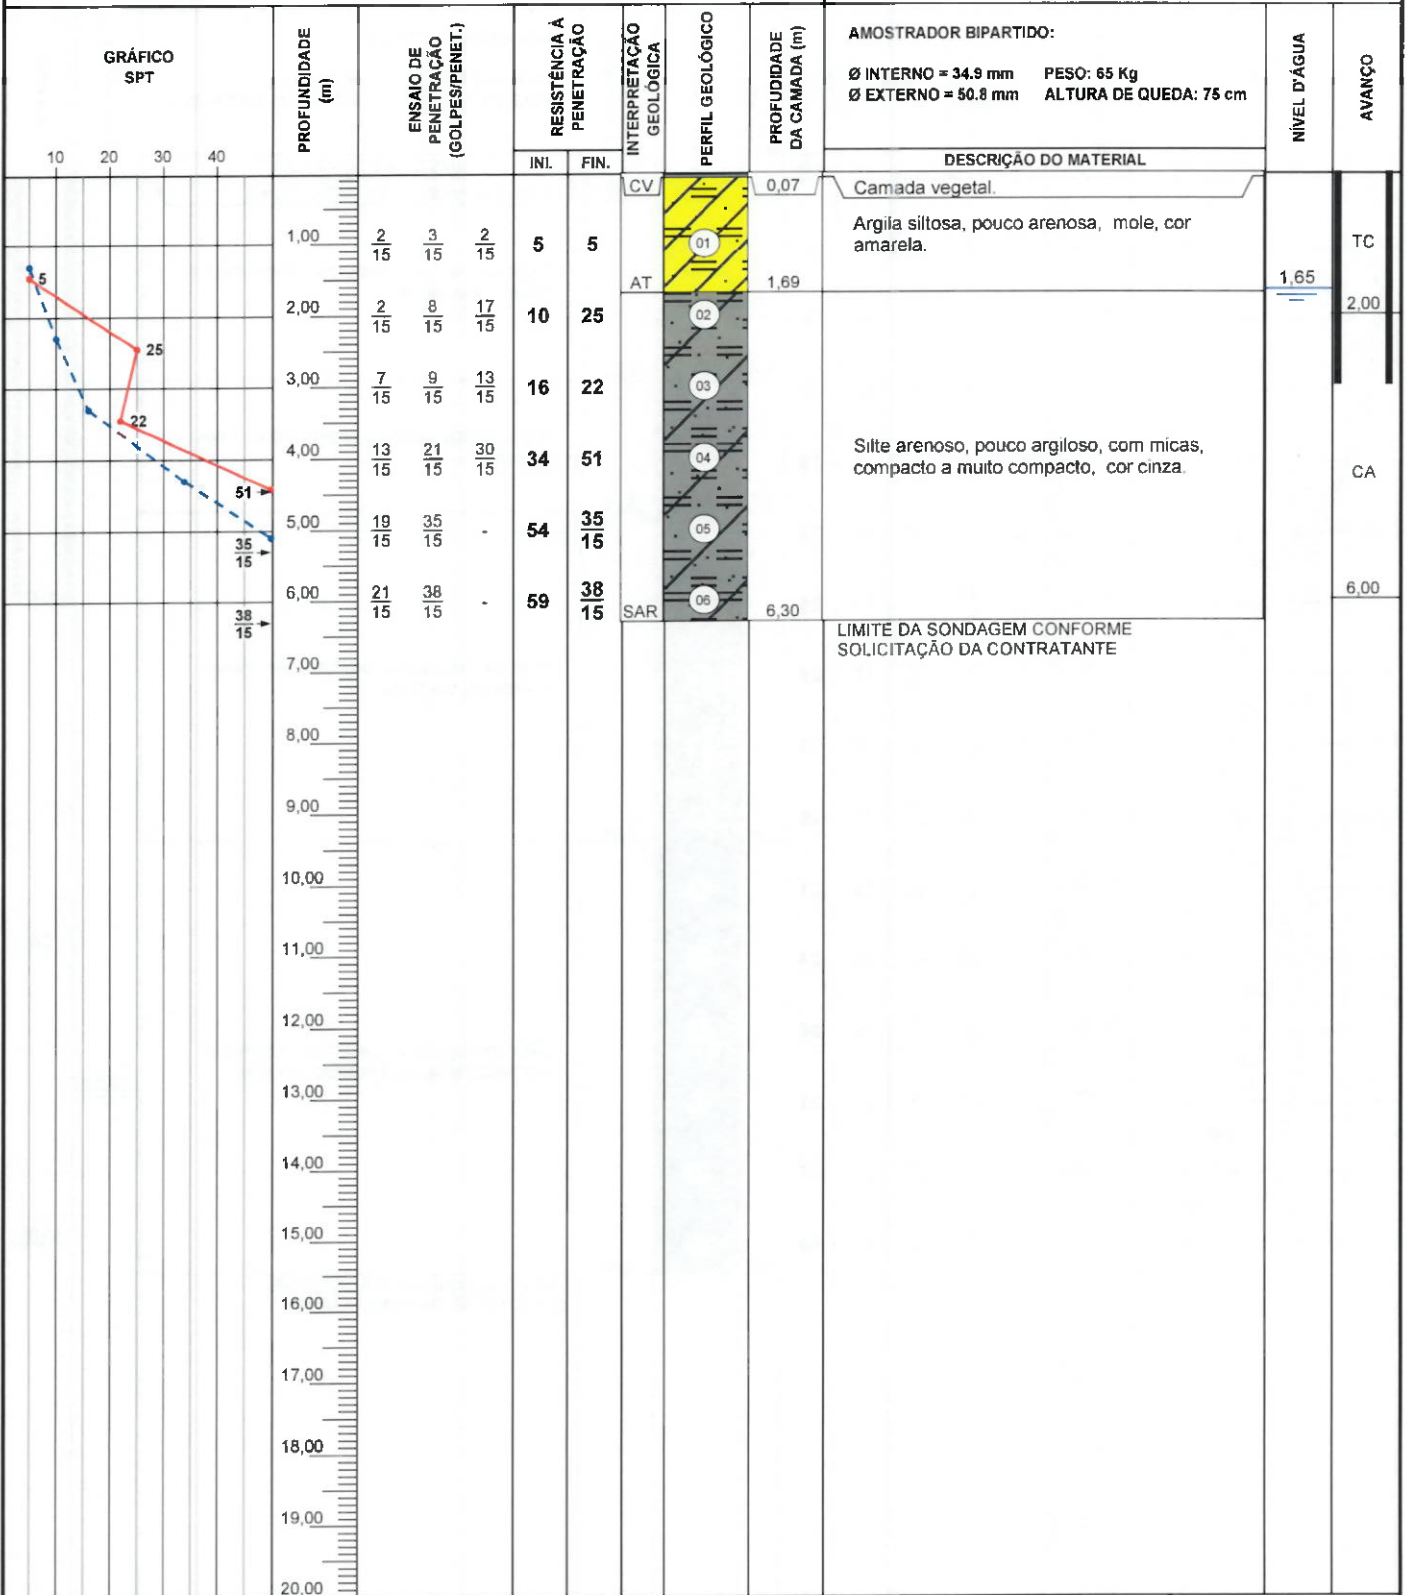 GRÁFICO
SPT
10 20 30 40
PROFUNDIDADE
(m)
ENSAIO DE
PENETRAÇÃO
(GOLPES/PENET.)
RESISTÊNCIA À
PENETRAÇÃO
INI. FIN.
INTERPRETAÇÃO
GEOLÓGICA
PERFIL GEOLÓGICO
PROFUDIDADE
DA CAMADA (m)
AMOSTRADOR BIPARTIDO:
Ø INTERNO = 34.9 mm PESO: 65 Kg
Ø EXTERNO = 50.8 mm ALTURA DE QUEDA: 75 cm
DESCRIÇÃO DO MATERIAL
NÍVEL D'ÁGUA
AVANÇO
CV 0,07 Camada vegetal.
Argila siltosa, pouco arenosa, mole, cor
amarela.
1,00 2/15 3/15 2/15 5 5 01 TC
5 AT 1,69 1,65
2,00 2/15 8/15 17/15 10 25 02 2,00
25
3,00 7/15 9/15 13/15 16 22 03
22
4,00 13/15 21/15 30/15 34 51 04
Silte arenoso, pouco argiloso, com micas,
compacto a muito compacto, cor cinza.
CA
51
5,00 19/15 35/15 - 54 35/15 05
35/15
6,00 21/15 38/15 - 59 38/15 SAR 06 6,30 6,00
38/15
LIMITE DA SONDAGEM CONFORME
SOLICITAÇÃO DA CONTRATANTE
7,00
8,00
9,00
10,00
11,00
12,00
13,00
14,00
15,00
16,00
17,00
18,00
19,00
20,00